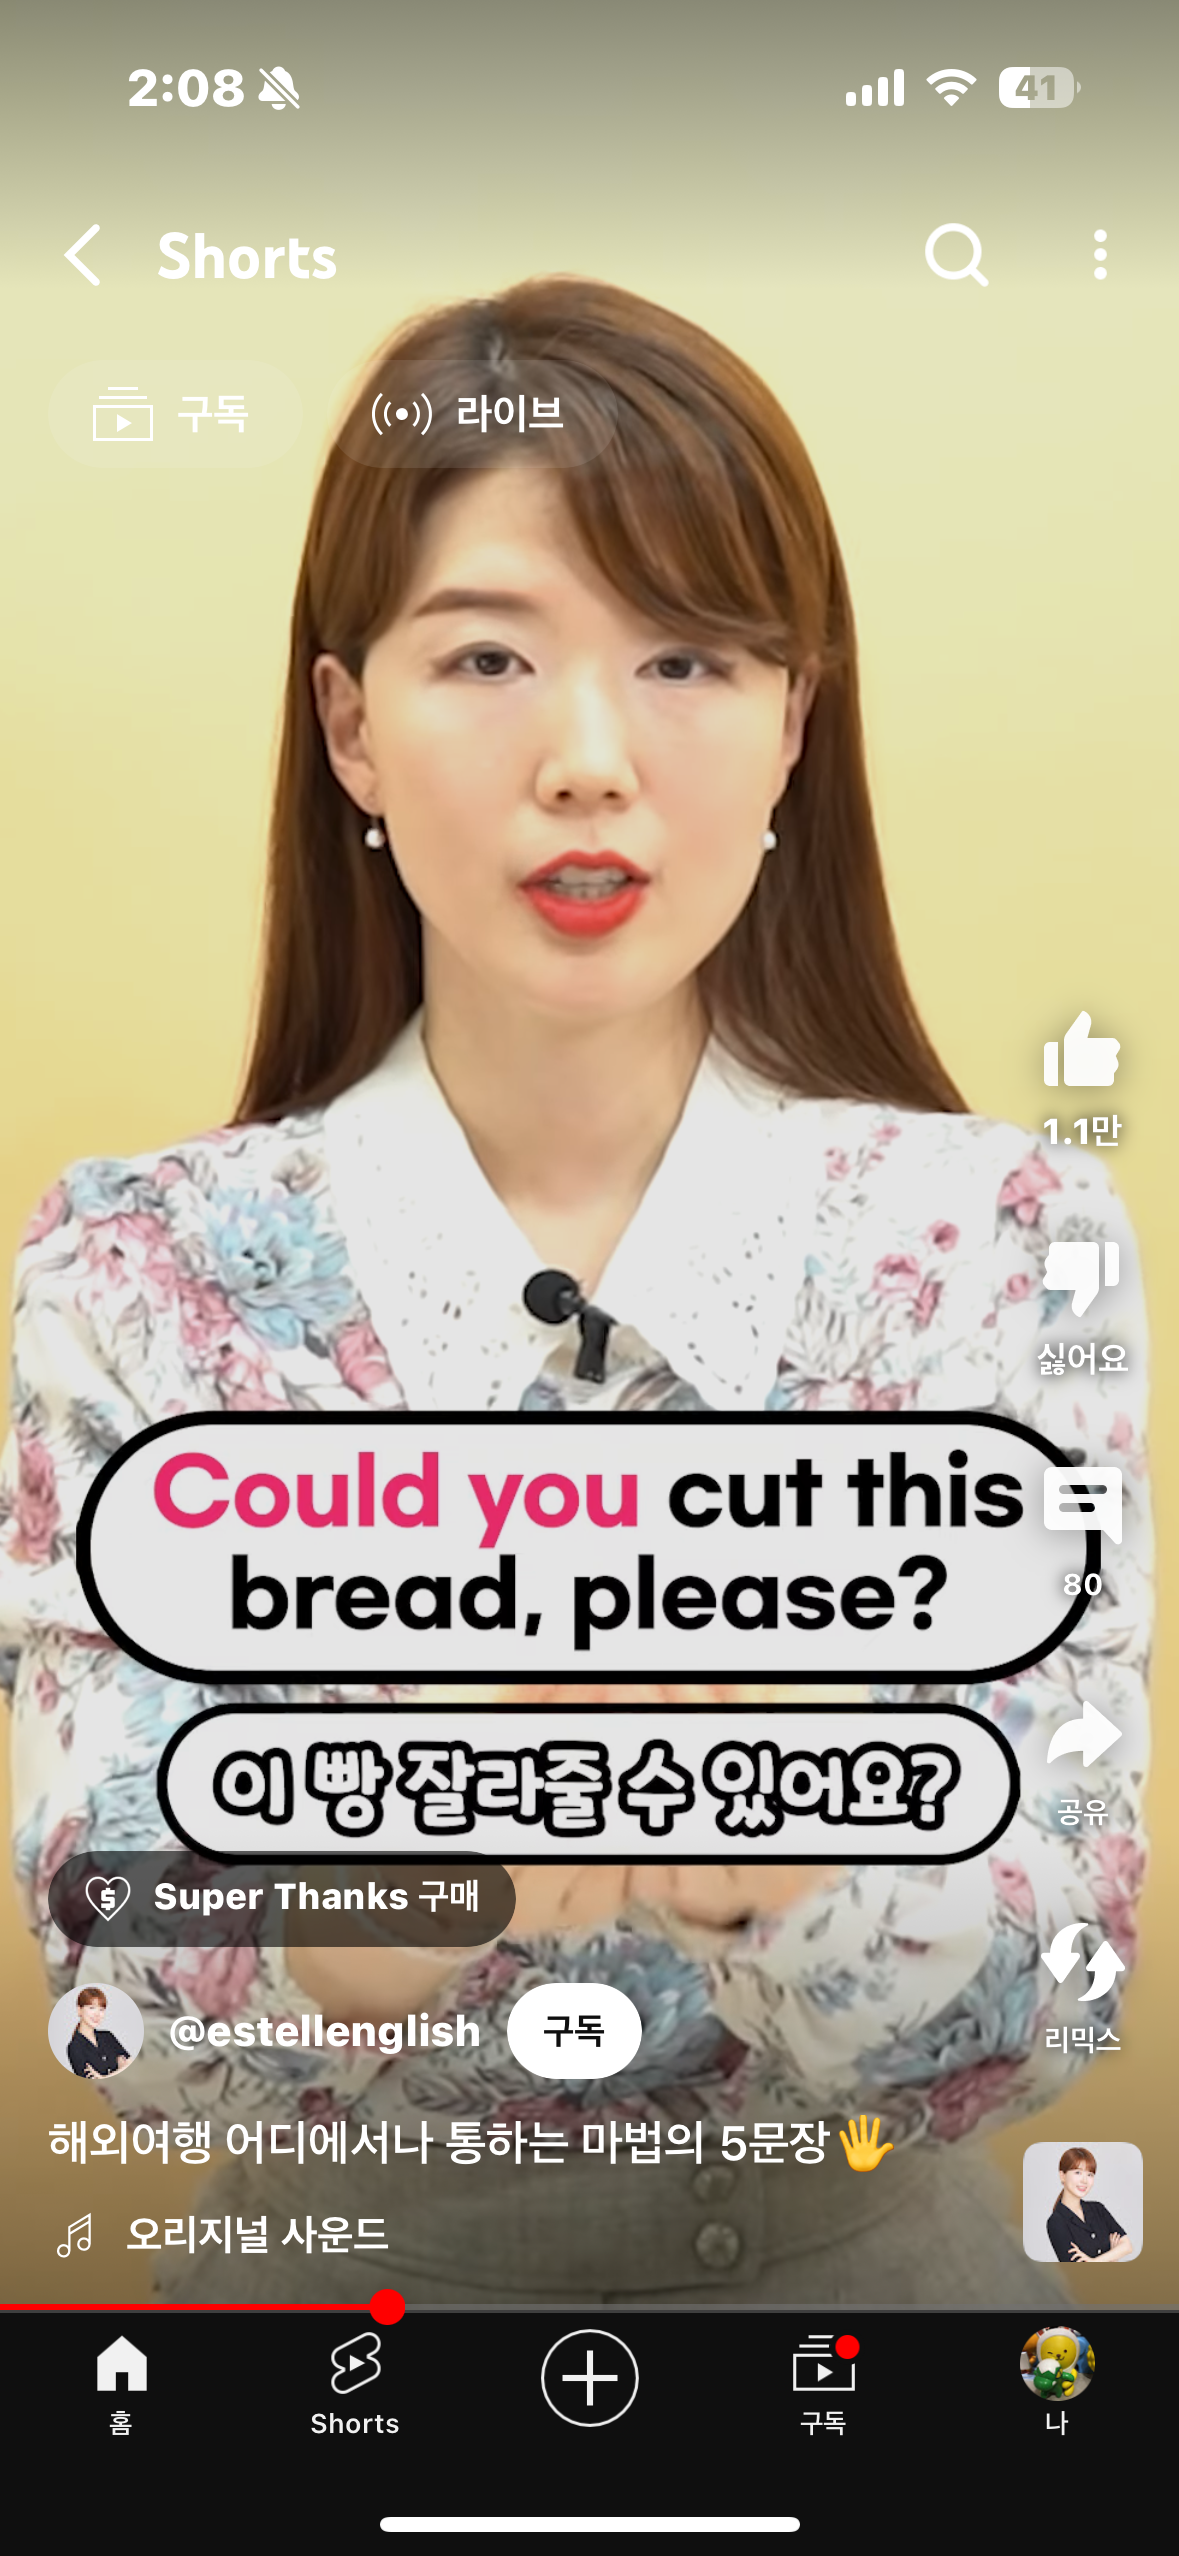 2:08
41
Shorts
구독
라이브
1.1만
싫어요
Could you cut this
bread, please?
80
이 빵 잘라줄 수 있어요?
공유
Super Thanks 구매
@estellenglish
구독
리믹스
해외여행 어디에서나 통하는 마법의 5문장🖐
오리지널 사운드
홈
Shorts
구독
나